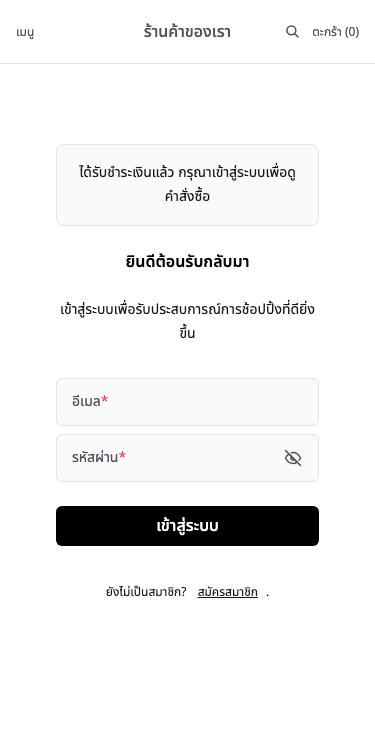 เมนู
ร้านค้าของเรา
ตะกร้า (0)
ได้รับชำระเงินแล้ว กรุณาเข้าสู่ระบบเพื่อดู
คำสั่งซื้อ
ยินดีต้อนรับกลับมา
เข้าสู่ระบบเพื่อรับประสบการณ์การช้อปปิ้งที่ดียิ่ง
ขึ้น
อีเมล*
รหัสผ่าน*
เข้าสู่ระบบ
ยังไม่เป็นสมาชิก? สมัครสมาชิก .